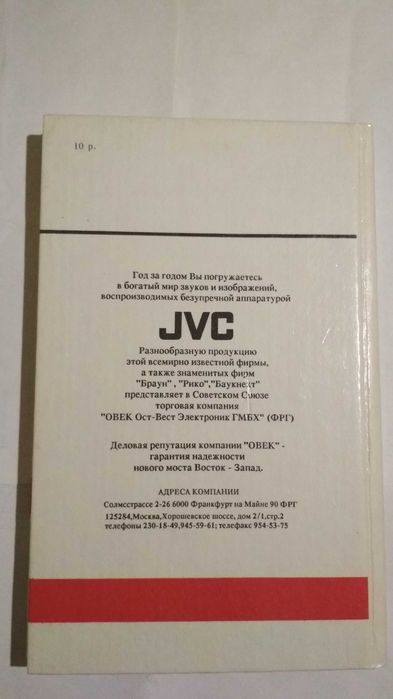 10 р.
Год за годом Вы погружаетесь
в богатый мир звуков и изображений,
воспроизводимых безупречной аппаратурой
JVC
Разнообразную продукцию
этой всемирно известной фирмы,
а также знаменитых фирм
"Браун" , "Рико","Баукнехт"
представляет в Советском Союзе
торговая компания
"ОВЕК Ост-Вест Электроник ГМБХ" (ФРГ)
Деловая репутация компании "ОВЕК" -
гарантия надежности
нового моста Восток - Запад.
АДРЕСА КОМПАНИИ
Солмсстрассе 2-26 6000 Франкфурт на Майне 90 ФРГ
125284,Москва,Хорошевское шоссе, дом 2/1,стр.2
телефоны 230-18-49,945-59-61; телефакс 954-53-75